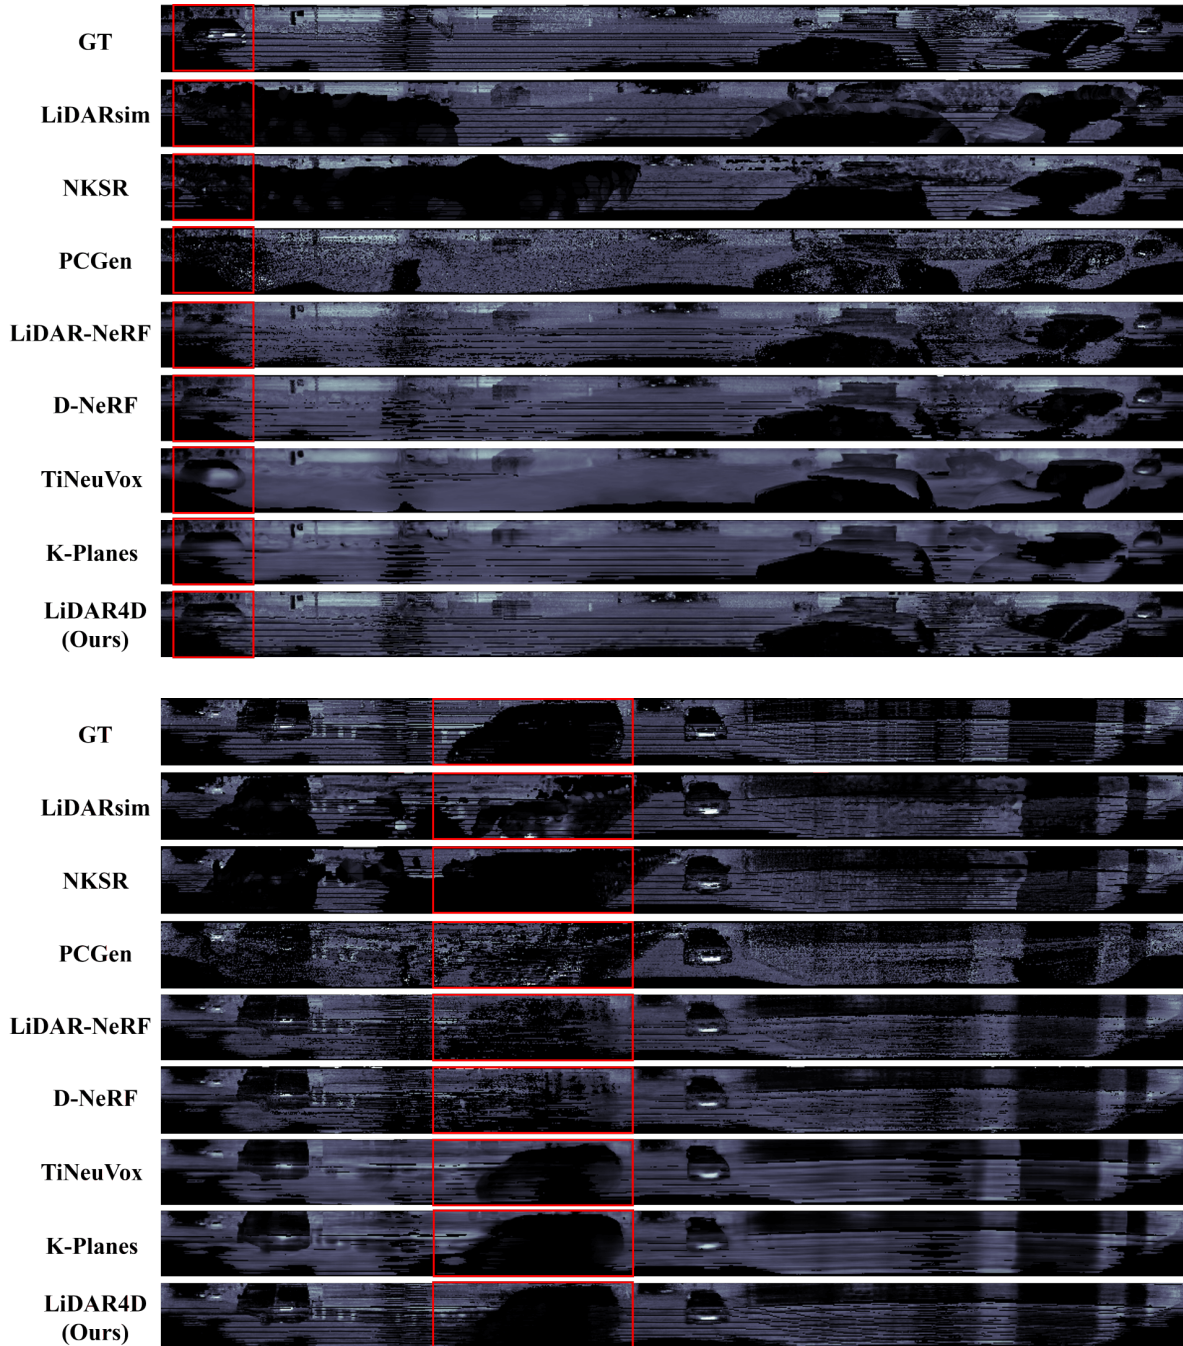 GT
LiDARsim
NKSR
PCGen
LiDAR-NeRF
D-NeRF
TiNeuVox
K-Planes
LiDAR4D
(Ours)
GT
LiDARsim
NKSR
PCGen
LiDAR-NeRF
D-NeRF
TiNeuVox
K-Planes
LiDAR4D
(Ours)